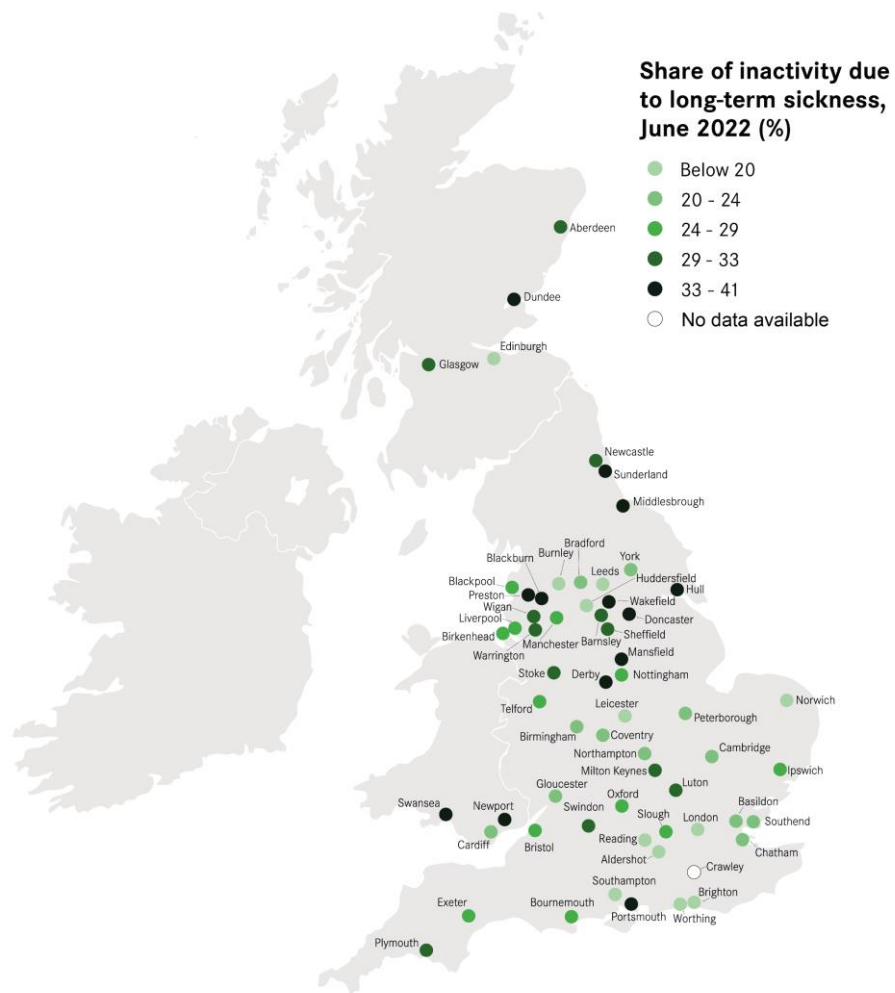 Share of inactivity due
to long-term sickness,
June 2022 (%)
Below 20
20 - 24
24 - 29
29 - 33
33 - 41
No data available
Aberdeen
Dundee
Edinburgh
Glasgow
Newcastle
Sunderland
Middlesbrough
Bradford
Burnley
Blackburn
York
Leeds
Huddersfield
Blackpool
Preston
Hull
Wakefield
Wigan
Doncaster
Liverpool
Birkenhead
Sheffield
Manchester
Barnsley
Warrington
Mansfield
Stoke
Derby
Nottingham
Telford
Leicester
Norwich
Peterborough
Birmingham
Coventry
Northampton
Cambridge
Milton Keynes
Ipswich
Gloucester
Luton
Oxford
Basildon
Swansea
Newport
Swindon
Slough
London
Southend
Cardiff
Bristol
Reading
Chatham
Aldershot
Crawley
Southampton
Brighton
Exeter
Bournemouth
Portsmouth
Worthing
Plymouth